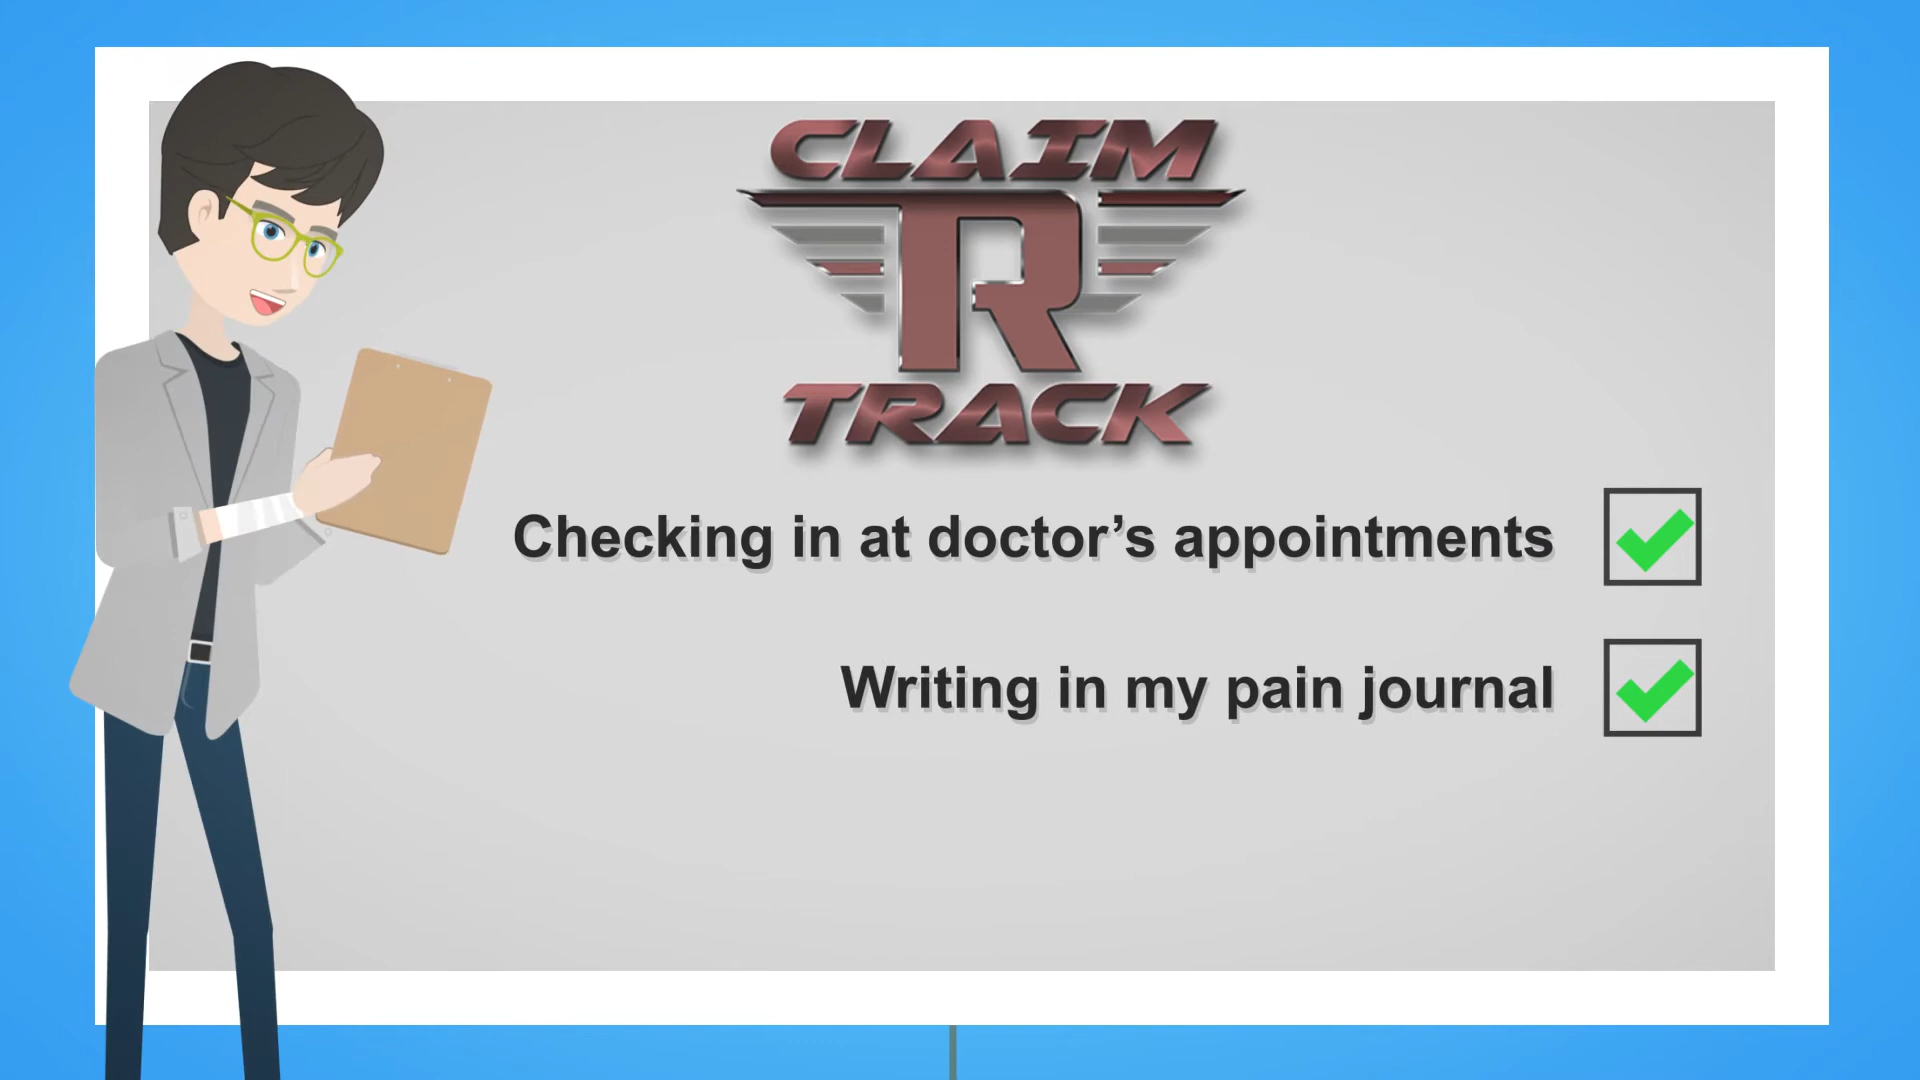 CLAIM
R
TRACK
Checking in at doctor’s appointments
Writing in my pain journal